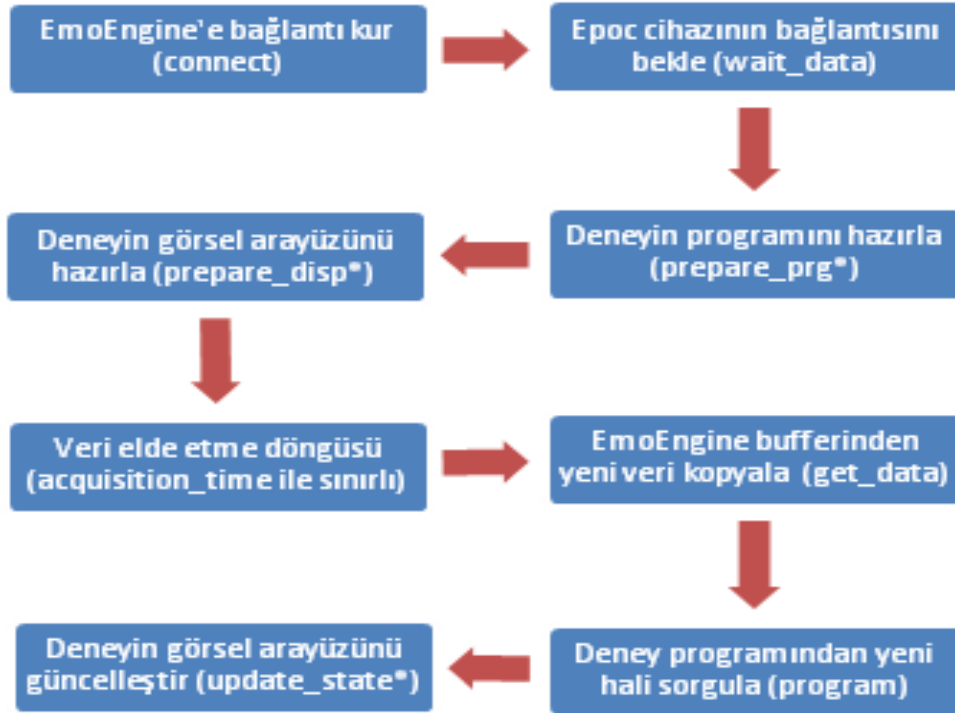 EmoEngine'e bağlantı kur
(connect)
Epoc cihazının bağlantısını
bekle (wait_data)
Deneyin programını hazırla
(prepare_prg*)
Deneyin görsel arayüzünü
hazırla (prepare_disp*)
Veri elde etme döngüsü
(acquisition_time ile sınırlı)
EmoEngine bufferinden
yeni veri kopyala (get_data)
Deney programından yeni
hali sorgula (program)
Deneyin görsel arayüzünü
güncelleştir (update_state*)